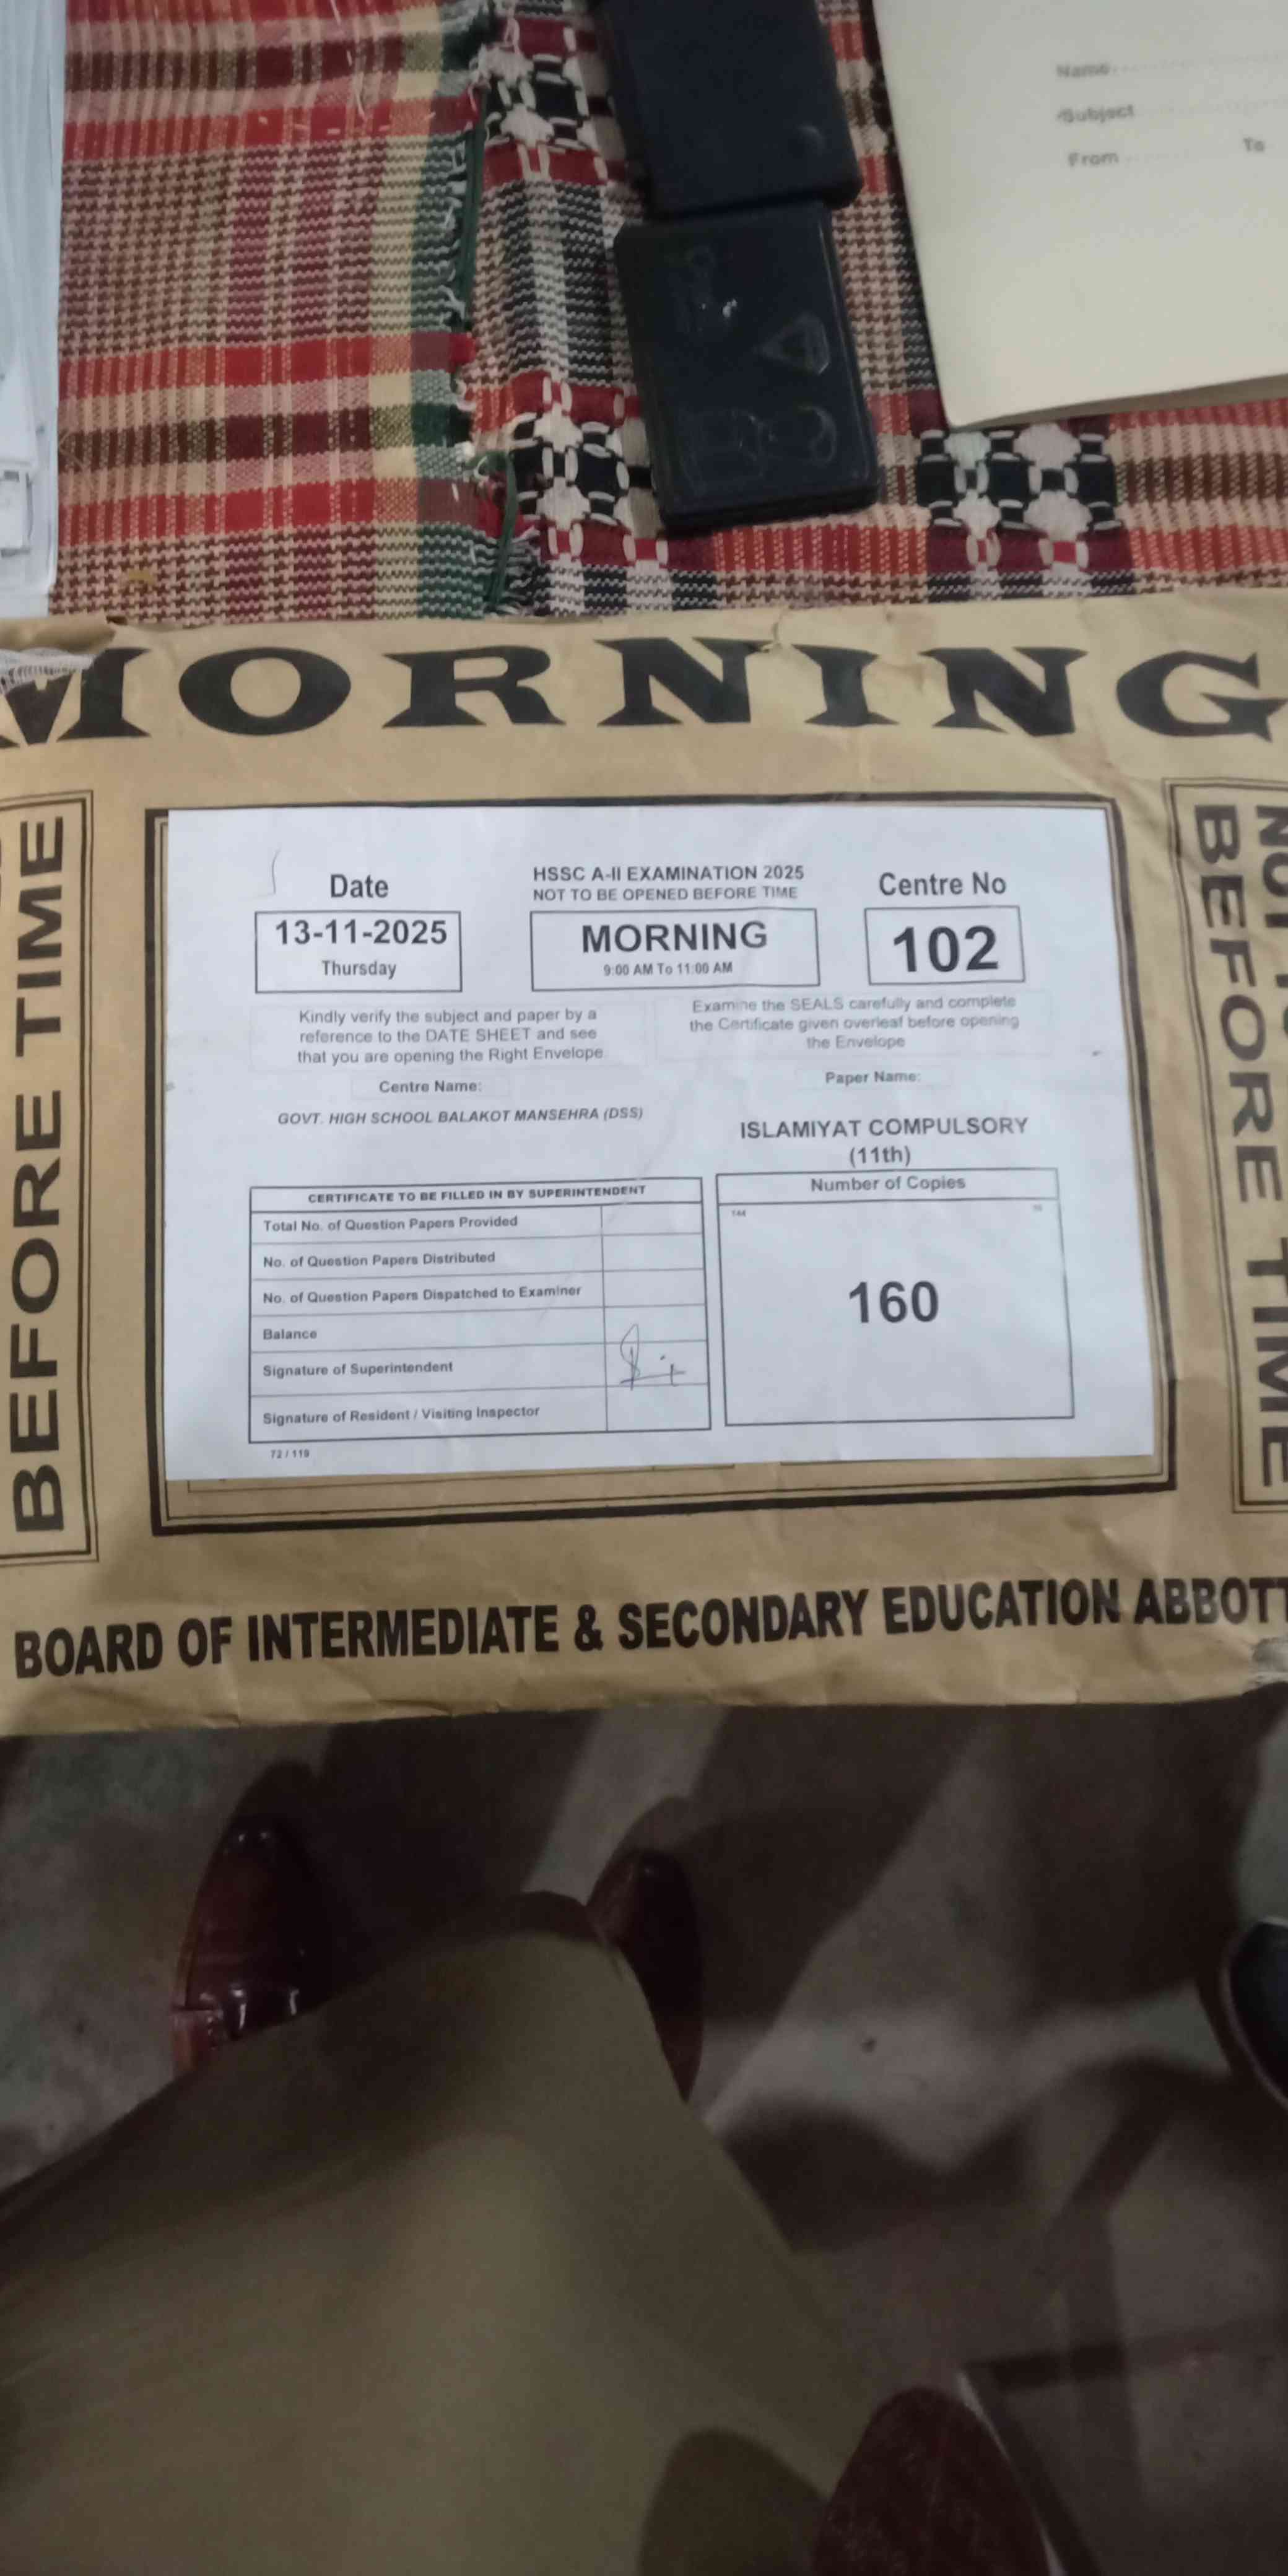 Name
Subject
From To
MORNING
BEFORE TIME
Date
13-11-2025
Thursday
HSSC A-II EXAMINATION 2025
NOT TO BE OPENED BEFORE TIME
MORNING
9:00 AM To 11:00 AM
Centre No
102
Kindly verify the subject and paper by a
reference to the DATE SHEET and see
that you are opening the Right Envelope
Examine the SEALS carefully and complete
the Certificate given overleaf before opening
the Envelope
Centre Name:
GOVT. HIGH SCHOOL BALAKOT MANSEHRA (DSS)
Paper Name:
ISLAMIYAT COMPULSORY
(11th)
CERTIFICATE TO BE FILLED IN BY SUPERINTENDENT
Total No. of Question Papers Provided
No. of Question Papers Distributed
No. of Question Papers Dispatched to Examiner
Balance
Signature of Superintendent
Signature of Resident / Visiting Inspector
72 / 119
Number of Copies
144
160
BEFORE TIME
BOARD OF INTERMEDIATE & SECONDARY EDUCATION ABBOTT